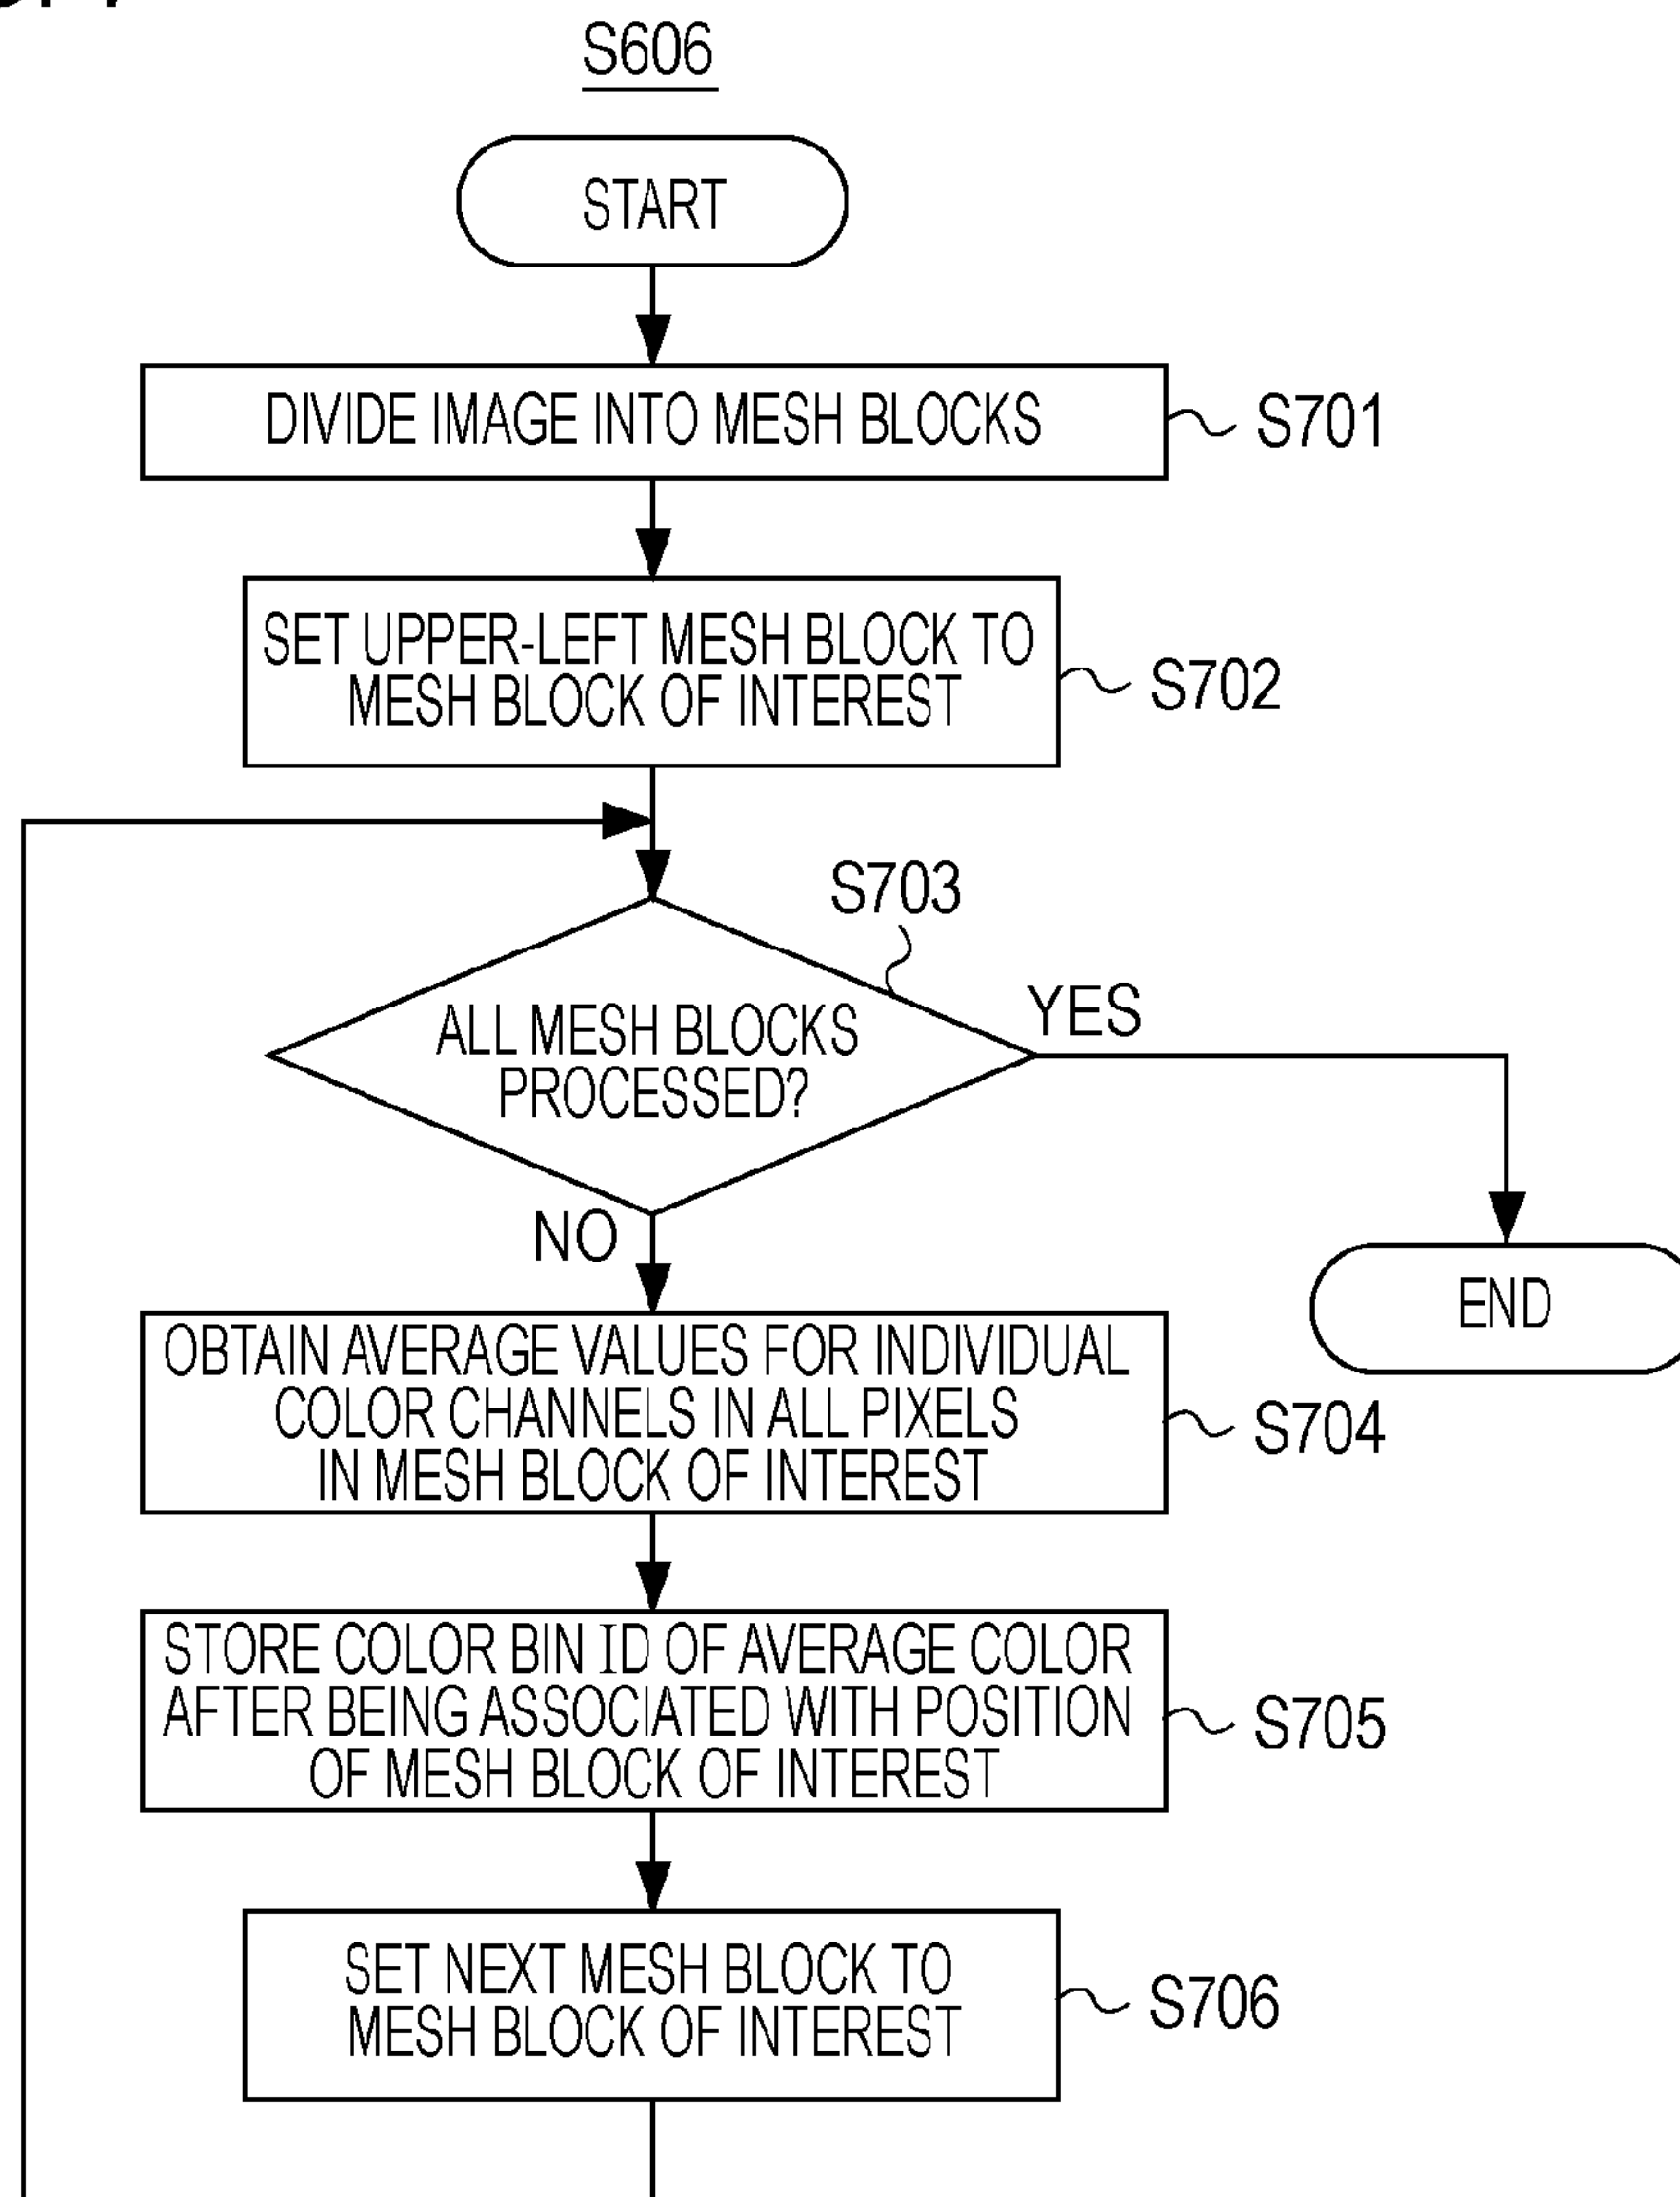 S606
START
DIVIDE IMAGE INTO MESH BLOCKS
S701
SET UPPER-LEFT MESH BLOCK TO
MESH BLOCK OF INTEREST
S702
S703
ALL MESH BLOCKS
PROCESSED?
YES
NO
END
OBTAIN AVERAGE VALUES FOR INDIVIDUAL
COLOR CHANNELS IN ALL PIXELS
IN MESH BLOCK OF INTEREST
S704
STORE COLOR BIN ID OF AVERAGE COLOR
AFTER BEING ASSOCIATED WITH POSITION
OF MESH BLOCK OF INTEREST
S705
SET NEXT MESH BLOCK TO
MESH BLOCK OF INTEREST
S706